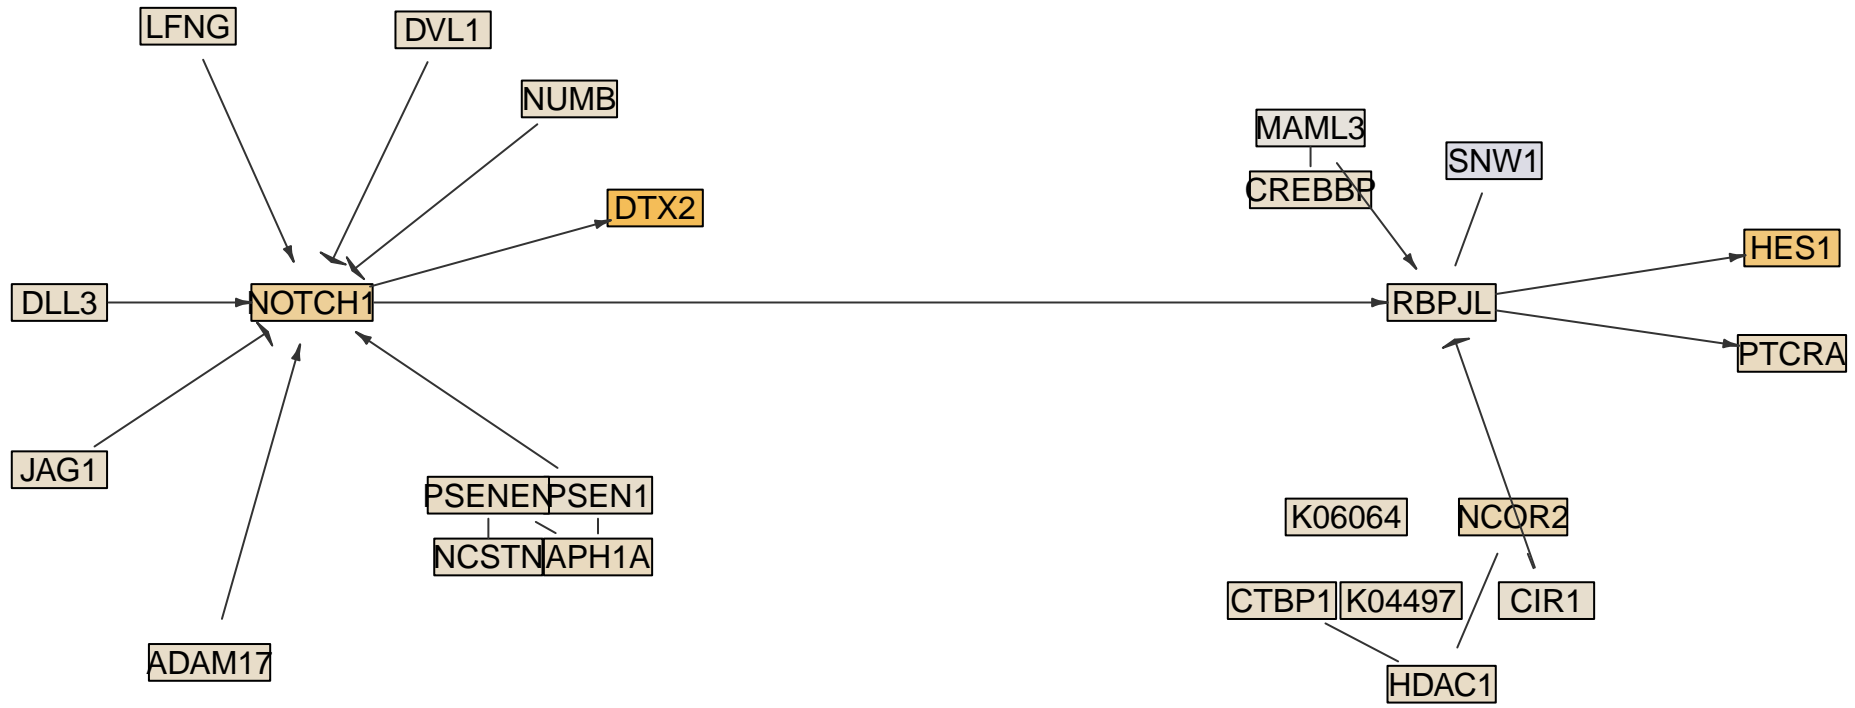 LFNG
DVL1
NUMB
MAML3
SNW1
CREBBP
DTX2
HES1
DLL3
NOTCH1
RBPJL
PTCRA
JAG1
PSENEN
PSEN1
K06064
NCOR2
NCSTN
APH1A
CTBP1
K04497
CIR1
ADAM17
HDAC1